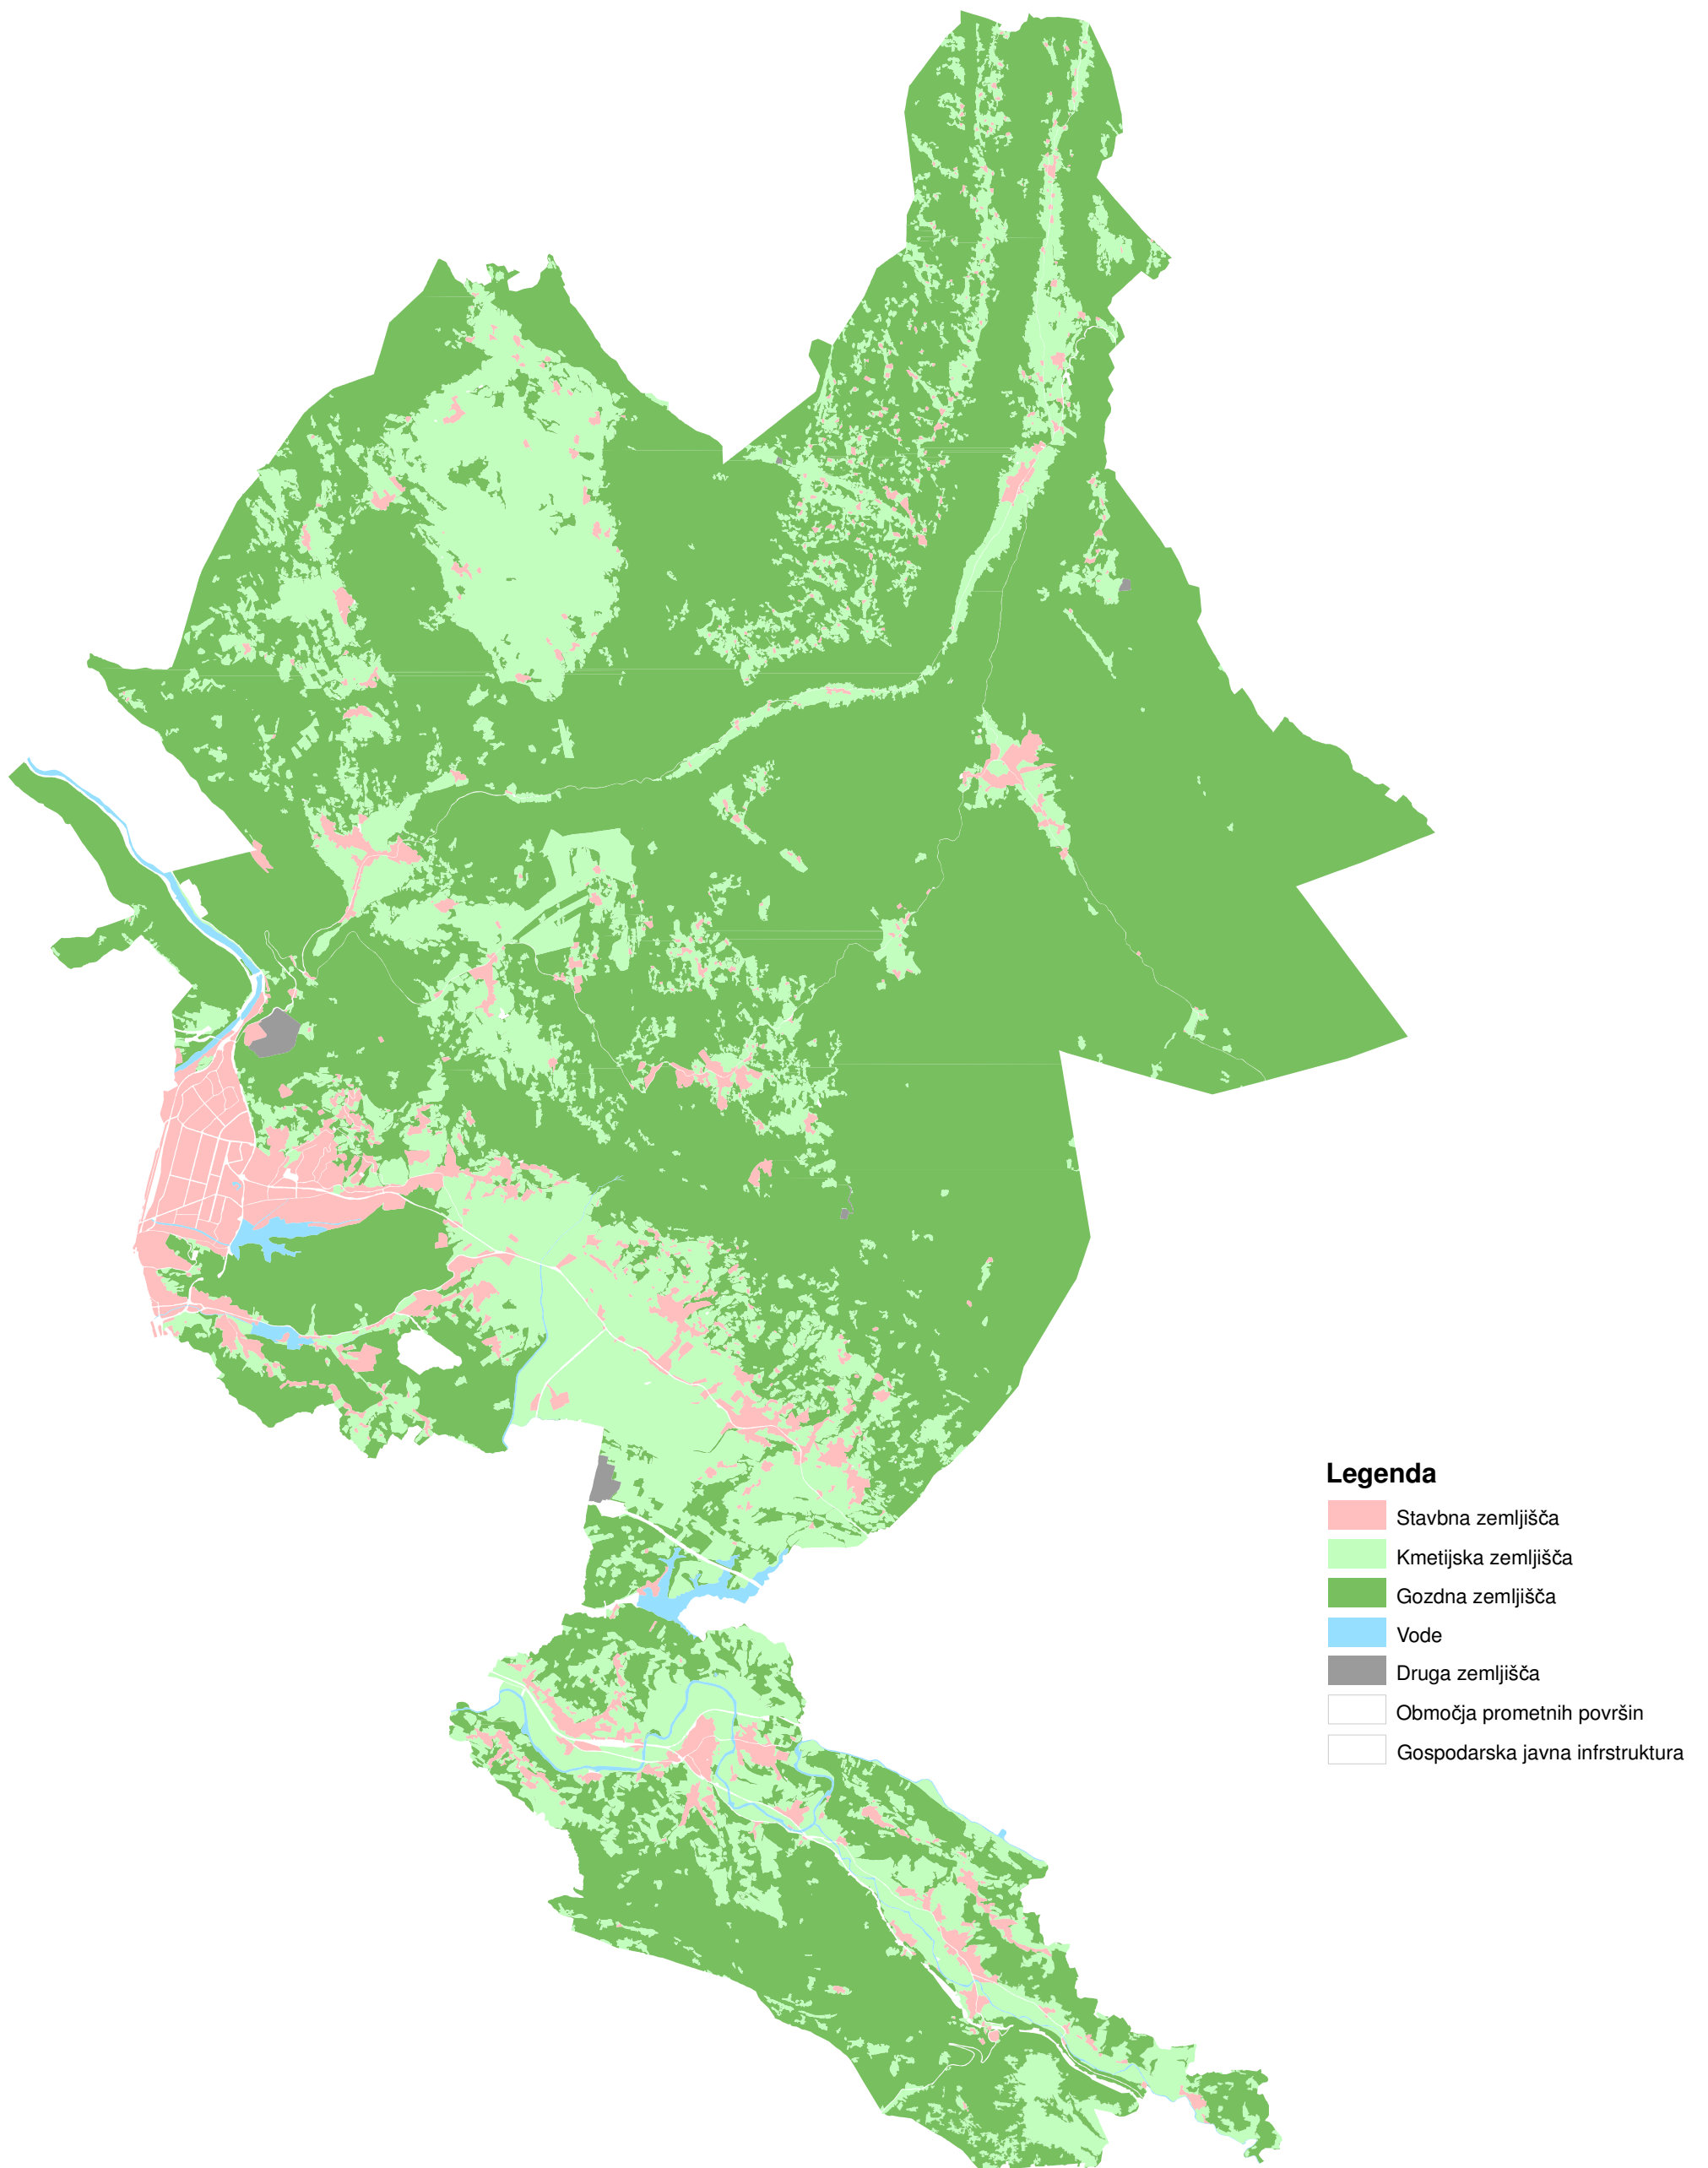 Legenda
Stavbna zemljišča
Kmetijska zemljišča
Gozdna zemljišča
Vode
Druga zemljišča
Območja prometnih površin
Gospodarska javna infrstruktura